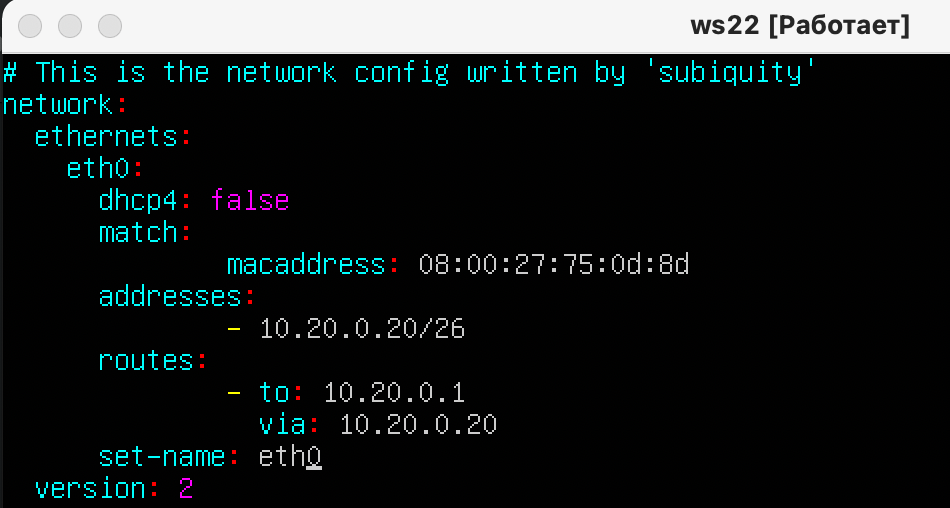 ws22 [Работает]
# This is the network config written by 'subiquity'
network:
  ethernets:
    eth0:
      dhcp4: false
      match:
              macaddress: 08:00:27:75:0d:8d
      addresses:
              - 10.20.0.20/26
      routes:
              - to: 10.20.0.1
                via: 10.20.0.20
      set-name: eth0
  version: 2